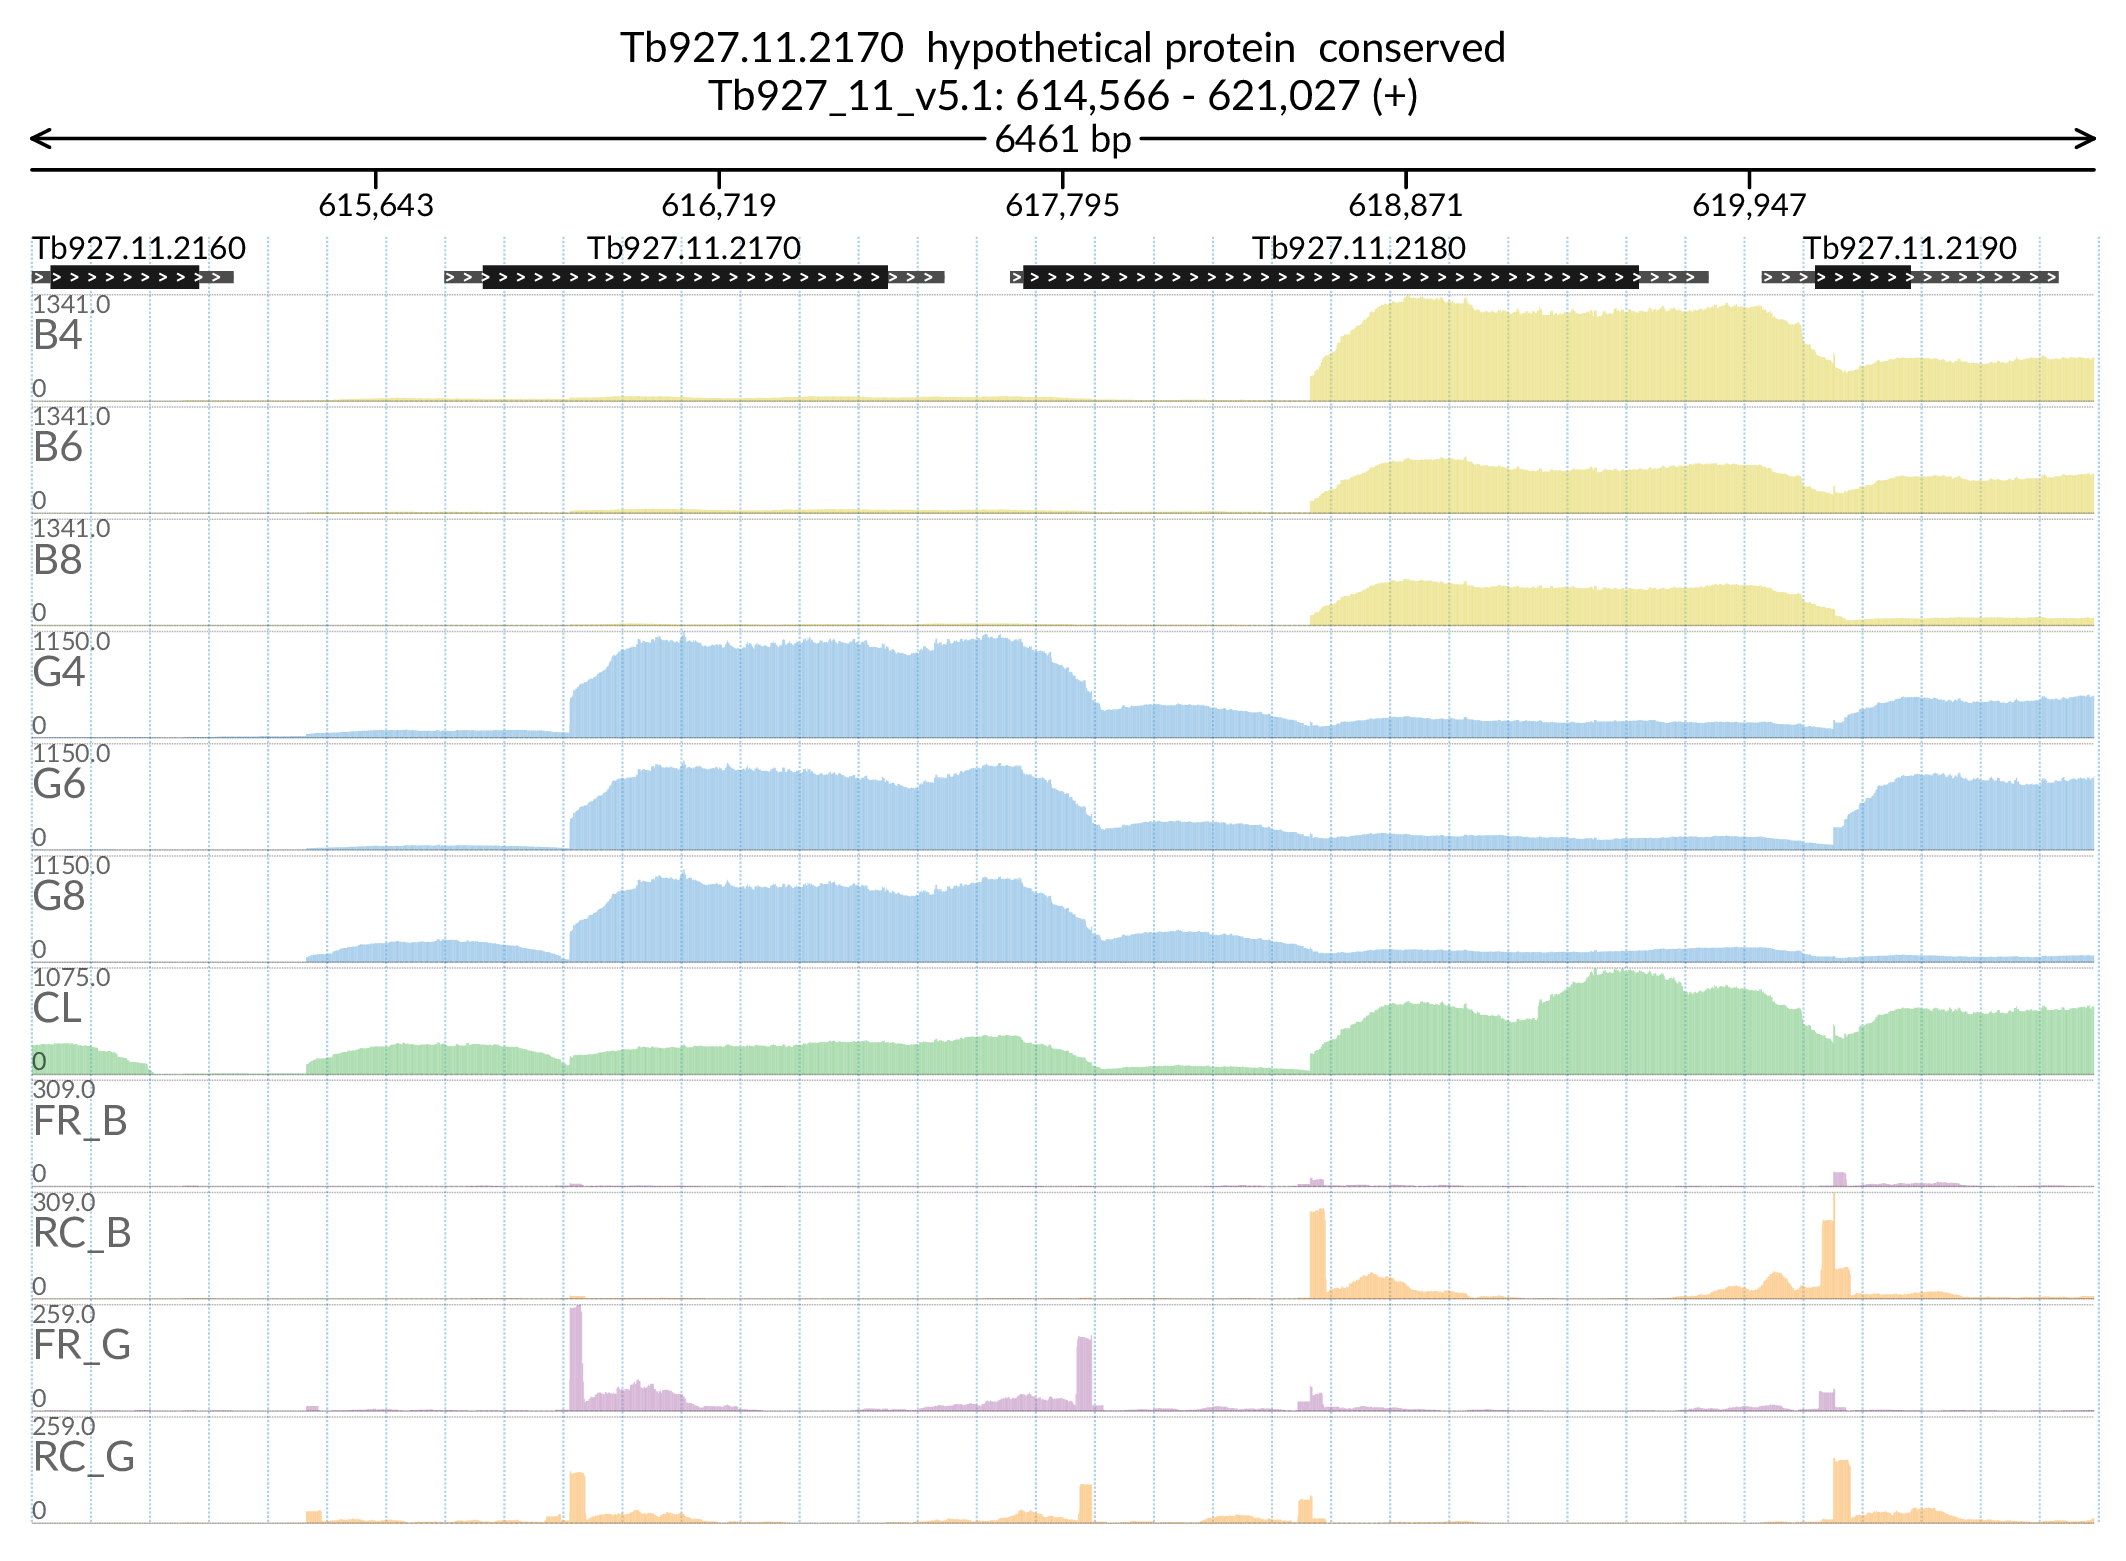 Tb927.11.2170  hypothetical protein  conserved
Tb927_11_v5.1: 614,566 - 621,027 (+)
6461 bp
615,643 616,719 617,795 618,871 619,947
Tb927.11.2160 Tb927.11.2170 Tb927.11.2180 Tb927.11.2190
1341.0
B4
0
1341.0
B6
0
1341.0
B8
0
1150.0
G4
0
1150.0
G6
0
1150.0
G8
0
1075.0
CL
0
309.0
FR_B
0
309.0
RC_B
0
259.0
FR_G
0
259.0
RC_G
0